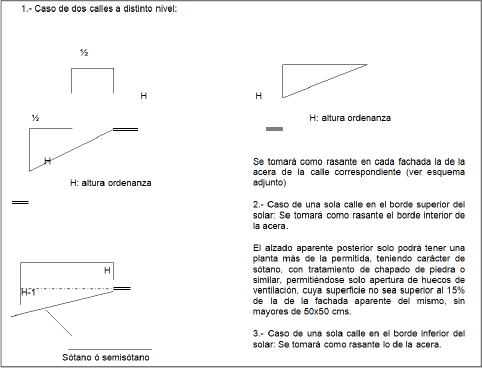 1.- Caso de dos calles a distinto nivel:
½
H
H
½
H: altura ordenanza
H
H: altura ordenanza
Se tomará como rasante en cada fachada la de la
acera de la calle correspondiente (ver esquema
adjunto)
2.- Caso de una sola calle en el borde superior del
solar: Se tomará como rasante el borde interior de
la acera.
El alzado aparente posterior solo podrá tener una
planta más de la permitida, teniendo carácter de
sótano, con tratamiento de chapado de piedra o
similar, permitiéndose solo apertura de huecos de
ventilación, cuya superficie no sea superior al 15%
de la de la fachada aparente del mismo, sin
mayores de 50x50 cms.
3.- Caso de una sola calle en el borde inferior del
solar: Se tomará como rasante lo de la acera.
H
H-1
Sótano ó semisótano